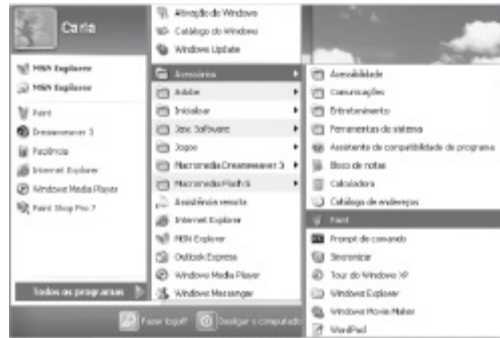 Carla
MSN Explorer
MSN Explorer
Paint
Dreamweaver 3
Paciência
Internet Explorer
Windows Media Player
Paint Shop Pro 7
Todos os programas
Ativação do Windows
Catálogo do Windows
Windows Update
Acessórios
Adobe
Inicializar
Jasc Software
Jogos
Macromedia Dreamweaver 3
Macromedia Flash 5
Assistência remota
Internet Explorer
MSN Explorer
Outlook Express
Windows Media Player
Windows Messenger
Acessibilidade
Comunicações
Entretenimento
Ferramentas do sistema
Assistente de compatibilidade de programa
Bloco de notas
Calculadora
Catálogo de endereços
Paint
Prompt de comando
Sincronizar
Tour do Windows XP
Windows Explorer
Windows Movie Maker
WordPad
Fazer logoff Desligar o computado